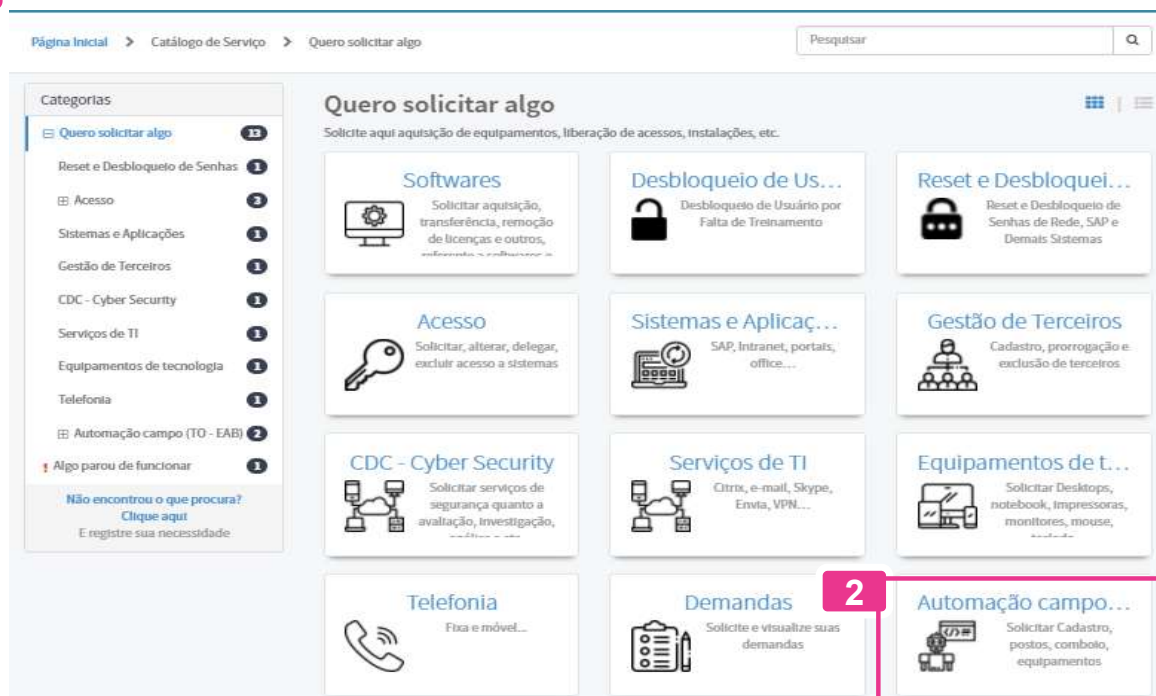 Página Inicial > Catálogo de Serviço > Quero solicitar algo
Pesquisar
Categorias
Quero solicitar algo 13
Reset e Desbloqueio de Senhas 1
Acesso 3
Sistemas e Aplicações 1
Gestão de Terceiros 1
CDC - Cyber Security 1
Serviços de TI 1
Equipamentos de tecnologia 1
Telefonia 1
Automação campo (TO - EAB) 2
Algo parou de funcionar 1
Não encontrou o que procura?
Clique aqui
E registre sua necessidade
Quero solicitar algo
Solicite aqui aquisição de equipamentos, liberação de acessos, instalações, etc.
Softwares
Solicitar aquisição,
transferência, remoção
de licenças e outros,
referente a softwares e
Desbloqueio de Us...
Desbloqueio de Usuário por
Falta de Treinamento
Reset e Desbloquei...
Reset e Desbloqueio de
Senhas de Rede, SAP e
Demais Sistemas
Acesso
Solicitar, alterar, delegar,
excluir acesso a sistemas
Sistemas e Aplicaç...
SAP, Intranet, portais,
office...
Gestão de Terceiros
Cadastro, prorrogação e
exclusão de terceiros
CDC - Cyber Security
Solicitar serviços de
segurança quanto a
avaliação, investigação,
Serviços de TI
Citrix, e-mail, Skype,
Envia, VPN...
Equipamentos de t...
Solicitar Desktops,
notebook, impressoras,
monitores, mouse,
Telefonia
Fixa e móvel...
Demandas
Solicite e visualize suas
demandas
2
Automação campo...
Solicitar Cadastro,
postos, comboio,
equipamentos